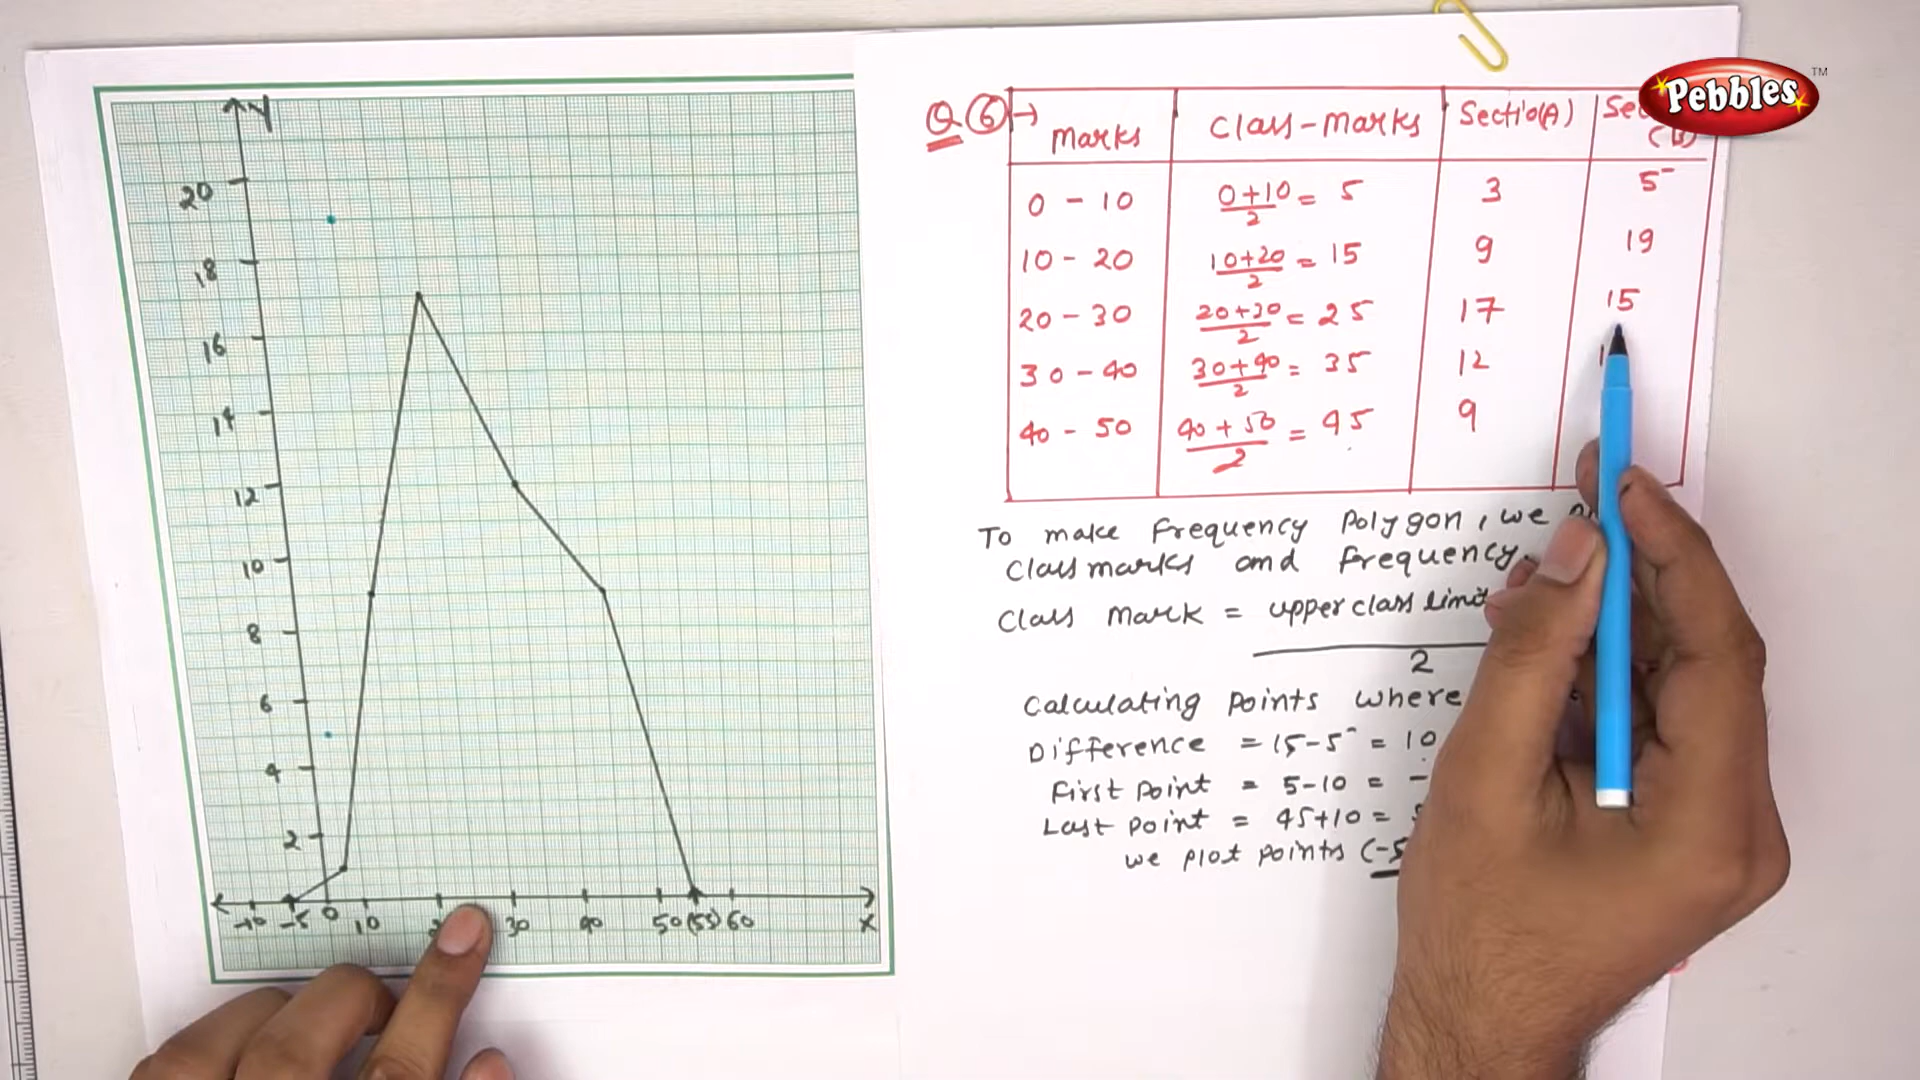 Pebbles TM
Q(6)→ Marks Class-Marks Sectio(A) (B)
0 - 10 0+10/2 = 5 3 5
10 - 20 10+20/2 = 15 9 19
20 - 30 20+30/2 = 25 17 15
30 - 40 30+40/2 = 35 12
40 - 50 40+50/2 = 45 9
To make Frequency Polygon, we
Class marks and Frequency.
Class Mark = upper class limit
2
Calculating Points where
Difference = 15-5 = 10
First Point = 5-10 = -
Last Point = 45+10 =
we plot points (-5
Y
20
18
16
14
12
10
8
6
4
2
-10 -5 0 10 30 40 50 (55) 60 X